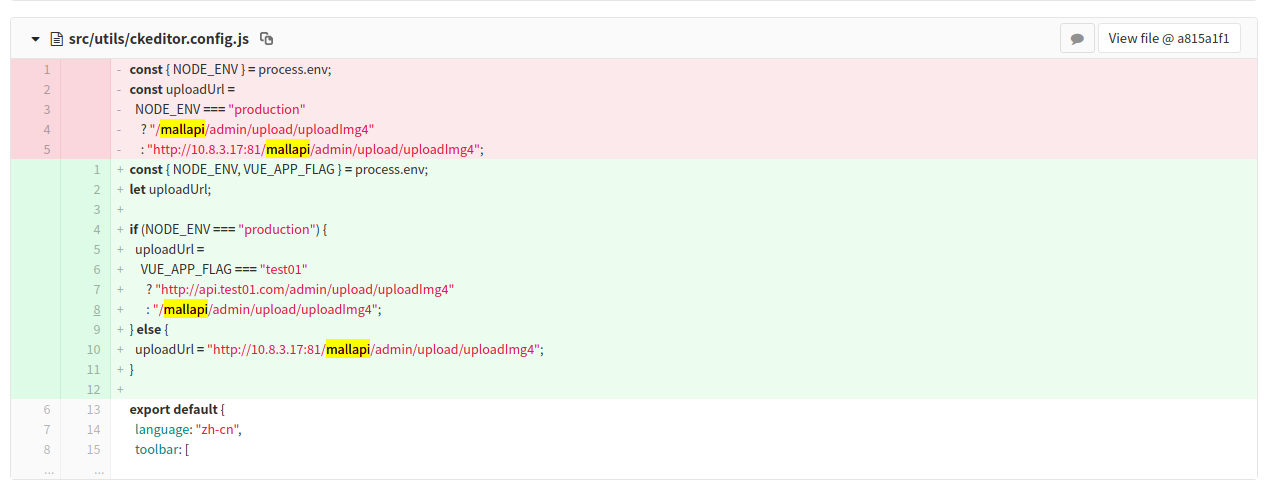 src/utils/ckeditor.config.js View file @ a815a1f1
1 - const { NODE_ENV } = process.env;
2 - const uploadUrl =
3 - NODE_ENV === "production"
4 - ? "/mallapi/admin/upload/uploadImg4"
5 - : "http://10.8.3.17:81/mallapi/admin/upload/uploadImg4";
1 + const { NODE_ENV, VUE_APP_FLAG } = process.env;
2 + let uploadUrl;
3 +
4 + if (NODE_ENV === "production") {
5 + uploadUrl =
6 + VUE_APP_FLAG === "test01"
7 + ? "http://api.test01.com/admin/upload/uploadImg4"
8 + : "/mallapi/admin/upload/uploadImg4";
9 + } else {
10 + uploadUrl = "http://10.8.3.17:81/mallapi/admin/upload/uploadImg4";
11 + }
12 +
6 13 export default {
7 14 language: "zh-cn",
8 15 toolbar: [
... ...